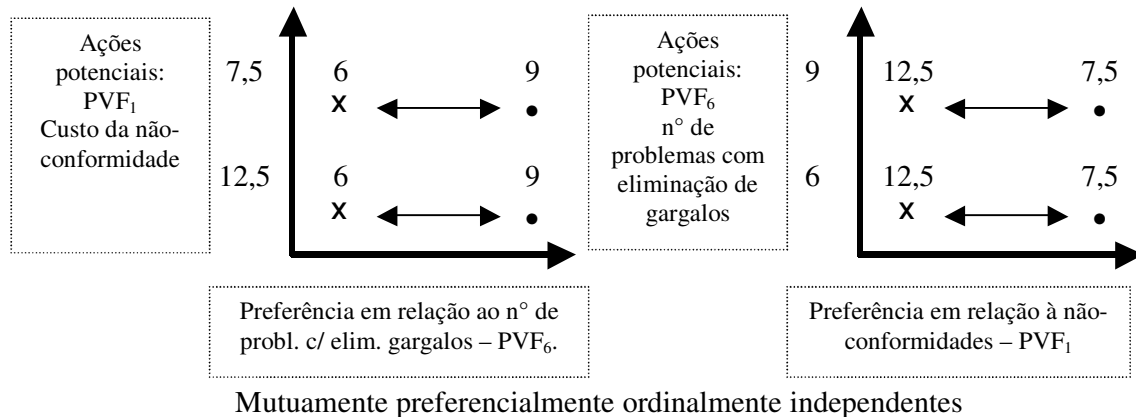 Ações
potenciais:
PVF1
Custo da não-
conformidade
7,5
6
9
x
•
12,5
6
9
x
•
Preferência em relação ao n° de
probl. c/ elim. gargalos – PVF6.
Ações
potenciais:
PVF6
n° de
problemas com
eliminação de
gargalos
9
12,5
7,5
x
•
6
12,5
7,5
x
•
Preferência em relação à não-
conformidades – PVF1
Mutuamente preferencialmente ordinalmente independentes